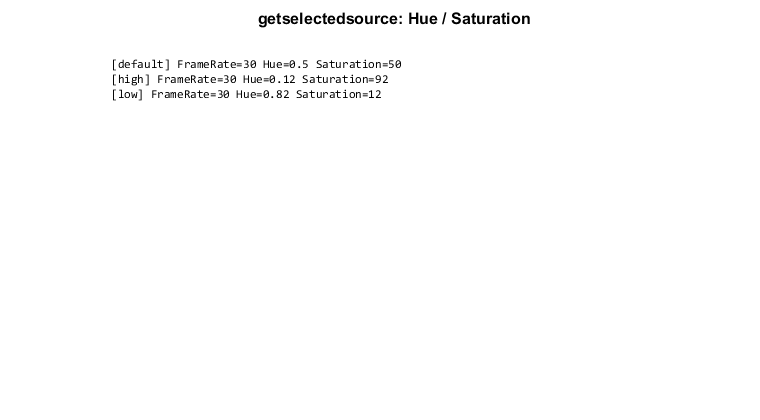 getselectedsource: Hue / Saturation
[default] FrameRate=30 Hue=0.5 Saturation=50
[high] FrameRate=30 Hue=0.12 Saturation=92
[low] FrameRate=30 Hue=0.82 Saturation=12